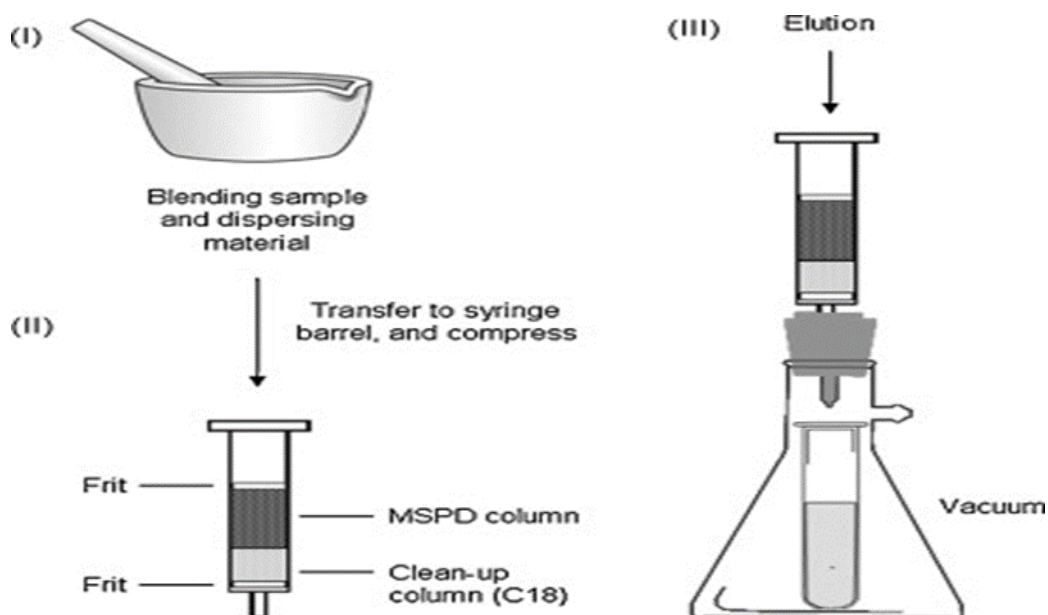 (I)
Blending sample
and dispersing
material
Transfer to syringe
barrel, and compress
(II)
Frit
MSPD column
Frit
Clean-up
column (C18)
(III)
Elution
Vacuum